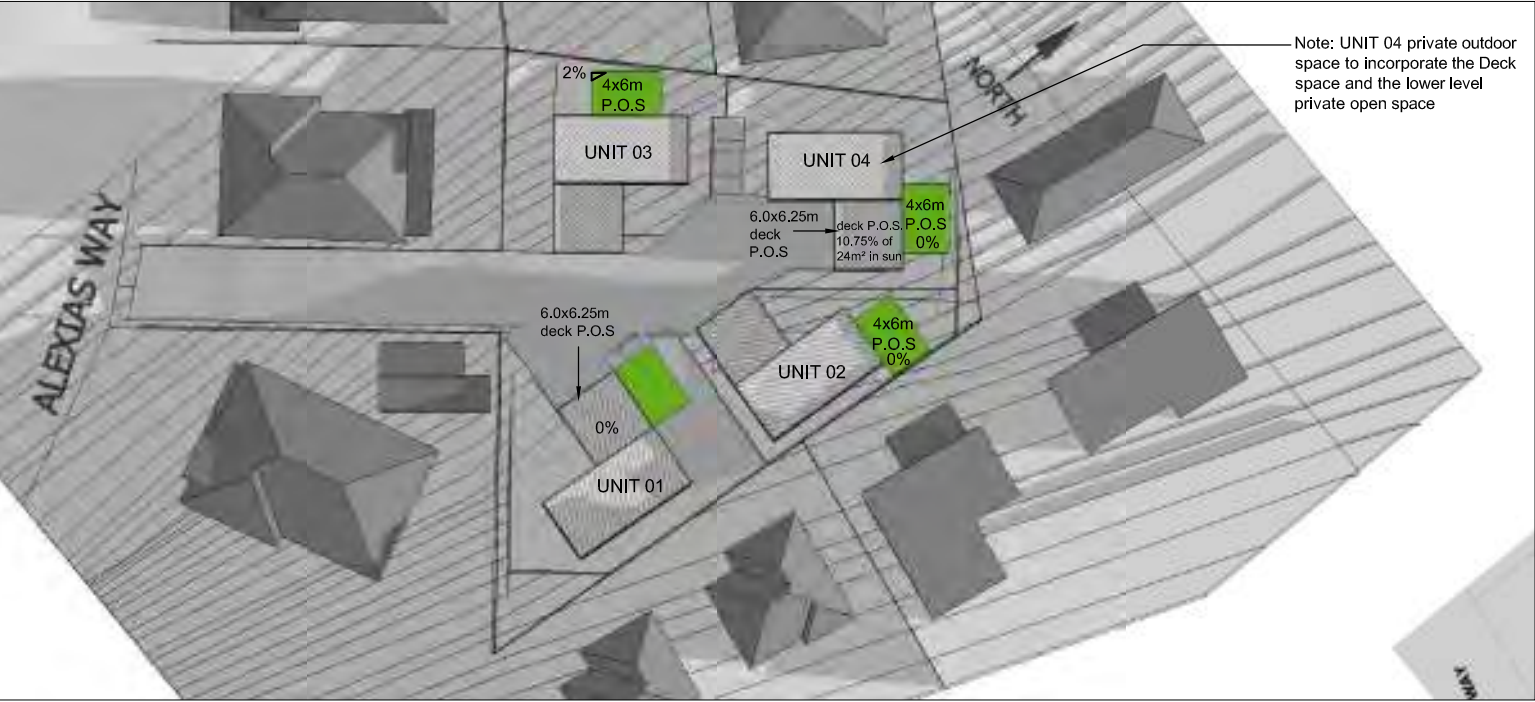 Note: UNIT 04 private outdoor
space to incorporate the Deck
space and the lower level
private open space
NORTH
2%
4x6m
P.O.S
UNIT 03
UNIT 04
6.0x6.25m
deck
P.O.S
deck P.O.S.
10.75% of
24m² in sun
4x6m
P.O.S
0%
ALEXIAS WAY
6.0x6.25m
deck P.O.S
4x6m
P.O.S
0%
UNIT 02
0%
UNIT 01
WAY